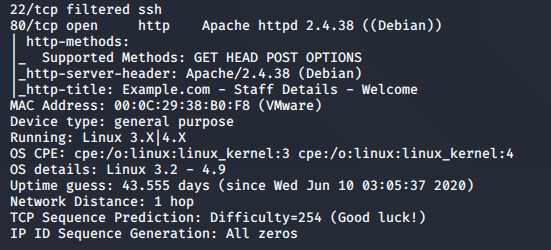 22/tcp filtered ssh
80/tcp open     http    Apache httpd 2.4.38 ((Debian))
| http-methods:
|_  Supported Methods: GET HEAD POST OPTIONS
|_http-server-header: Apache/2.4.38 (Debian)
|_http-title: Example.com - Staff Details - Welcome
MAC Address: 00:0C:29:38:B0:F8 (VMware)
Device type: general purpose
Running: Linux 3.X|4.X
OS CPE: cpe:/o:linux:linux_kernel:3 cpe:/o:linux:linux_kernel:4
OS details: Linux 3.2 - 4.9
Uptime guess: 43.555 days (since Wed Jun 10 03:05:37 2020)
Network Distance: 1 hop
TCP Sequence Prediction: Difficulty=254 (Good luck!)
IP ID Sequence Generation: All zeros